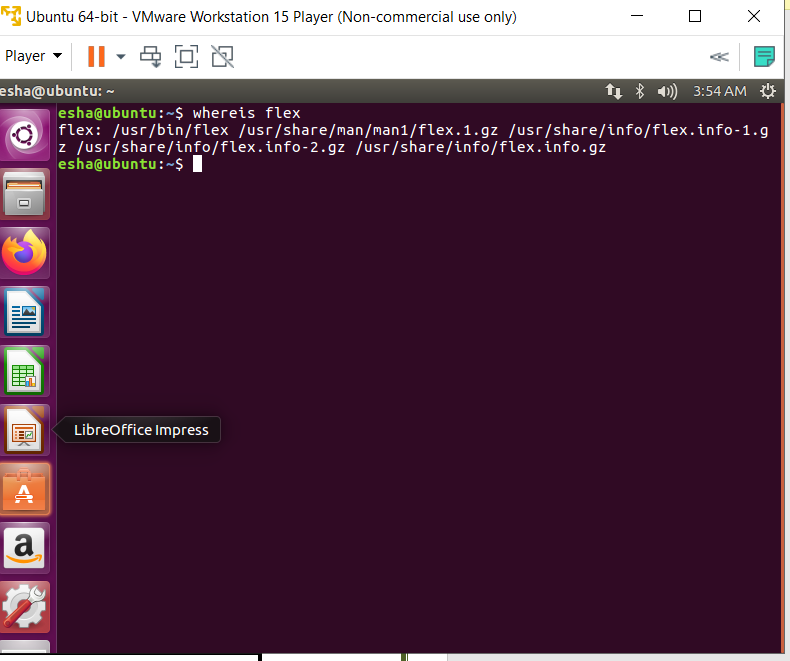 Ubuntu 64-bit - VMware Workstation 15 Player (Non-commercial use only)
Player
esha@ubuntu: ~
3:54 AM
esha@ubuntu:~$ whereis flex
flex: /usr/bin/flex /usr/share/man/man1/flex.1.gz /usr/share/info/flex.info-1.g
z /usr/share/info/flex.info-2.gz /usr/share/info/flex.info.gz
esha@ubuntu:~$
LibreOffice Impress
A
a